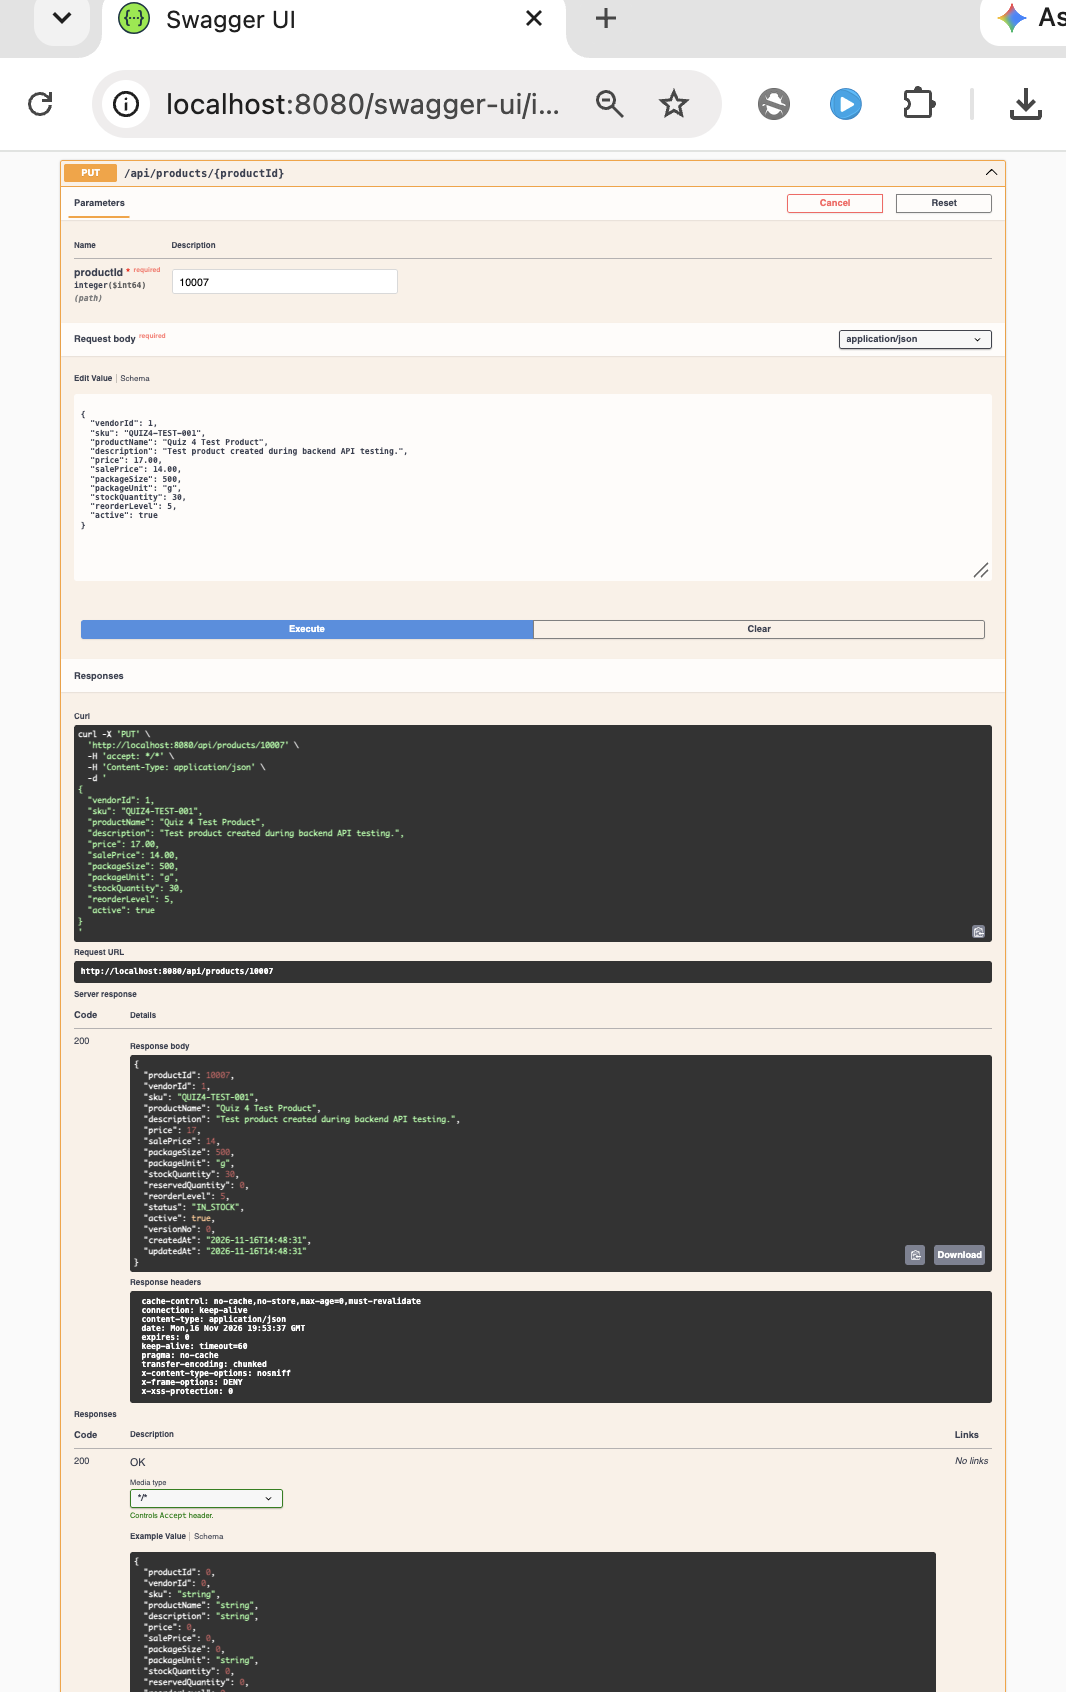 Swagger UI
As
localhost:8080/swagger-ui/i...
PUT /api/products/{productId}
Parameters
Cancel
Reset
Name Description
productId * required
integer($int64)
(path)
10007
Request body required
application/json
Edit Value | Schema
{
  "vendorId": 1,
  "sku": "QUIZ4-TEST-001",
  "productName": "Quiz 4 Test Product",
  "description": "Test product created during backend API testing.",
  "price": 17.00,
  "salePrice": 14.00,
  "packageSize": 500,
  "packageUnit": "g",
  "stockQuantity": 30,
  "reorderLevel": 5,
  "active": true
}
Execute
Clear
Responses
Curl
curl -X 'PUT' \
  'http://localhost:8080/api/products/10007' \
  -H 'accept: */*' \
  -H 'Content-Type: application/json' \
  -d '
{
  "vendorId": 1,
  "sku": "QUIZ4-TEST-001",
  "productName": "Quiz 4 Test Product",
  "description": "Test product created during backend API testing.",
  "price": 17.00,
  "salePrice": 14.00,
  "packageSize": 500,
  "packageUnit": "g",
  "stockQuantity": 30,
  "reorderLevel": 5,
  "active": true
}
'
Request URL
http://localhost:8080/api/products/10007
Server response
Code Details
200
Response body
{
  "productId": 10007,
  "vendorId": 1,
  "sku": "QUIZ4-TEST-001",
  "productName": "Quiz 4 Test Product",
  "description": "Test product created during backend API testing.",
  "price": 17,
  "salePrice": 14,
  "packageSize": 500,
  "packageUnit": "g",
  "stockQuantity": 30,
  "reservedQuantity": 0,
  "reorderLevel": 5,
  "status": "IN_STOCK",
  "active": true,
  "versionNo": 0,
  "createdAt": "2026-11-16T14:48:31",
  "updatedAt": "2026-11-16T14:48:31"
}
Download
Response headers
cache-control: no-cache,no-store,max-age=0,must-revalidate
connection: keep-alive
content-type: application/json
date: Mon,16 Nov 2026 19:53:37 GMT
expires: 0
keep-alive: timeout=60
pragma: no-cache
transfer-encoding: chunked
x-content-type-options: nosniff
x-frame-options: DENY
x-xss-protection: 0
Responses
Code Description Links
200 OK No links
Media type
*/*
Controls Accept header.
Example Value | Schema
{
  "productId": 0,
  "vendorId": 0,
  "sku": "string",
  "productName": "string",
  "description": "string",
  "price": 0,
  "salePrice": 0,
  "packageSize": 0,
  "packageUnit": "string",
  "stockQuantity": 0,
  "reservedQuantity": 0,